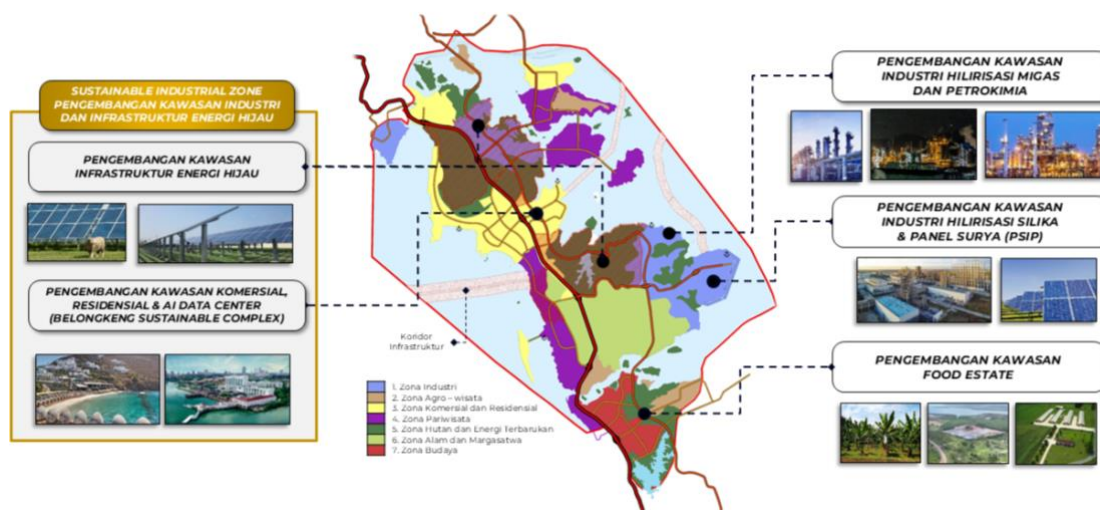 SUSTAINABLE INDUSTRIAL ZONE
PENGEMBANGAN KAWASAN INDUSTRI
DAN INFRASTRUKTUR ENERGI HIJAU
PENGEMBANGAN KAWASAN
INFRASTRUKTUR ENERGI HIJAU
PENGEMBANGAN KAWASAN KOMERSIAL,
RESIDENSIAL & AI DATA CENTER
(BELONGKENG SUSTAINABLE COMPLEX)
Koridor
Infrastruktur
1. Zona Industri
2. Zona Agro – wisata
3. Zona Komersial dan Residensial
4. Zona Pariwisata
5. Zona Hutan dan Energi Terbarukan
6. Zona Alam dan Margasatwa
7. Zona Budaya
PENGEMBANGAN KAWASAN
INDUSTRI HILIRISASI MIGAS
DAN PETROKIMIA
PENGEMBANGAN KAWASAN
INDUSTRI HILIRISASI SILIKA
& PANEL SURYA (PSIP)
PENGEMBANGAN KAWASAN
FOOD ESTATE